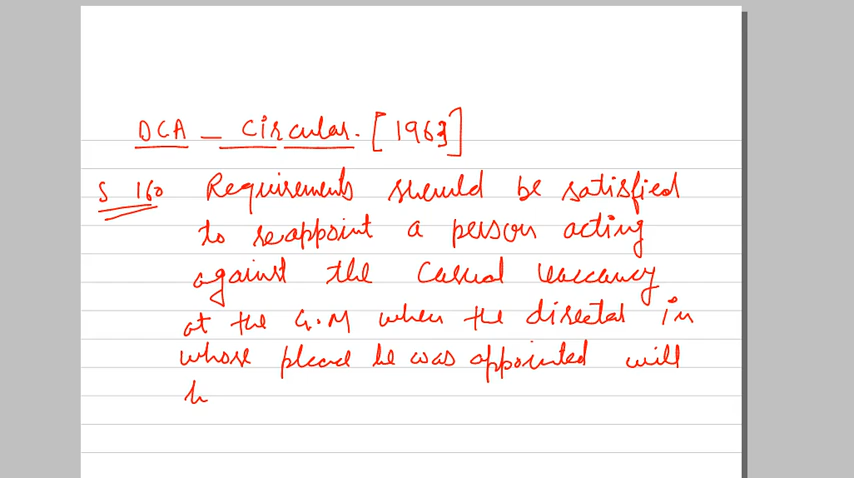 DCA - Circular. [1963]
S 160 Requirements should be satisfied
to reappoint a person acting
against the Casual vaccancy
at the G.M when the director in
whose place he was appointed will
h